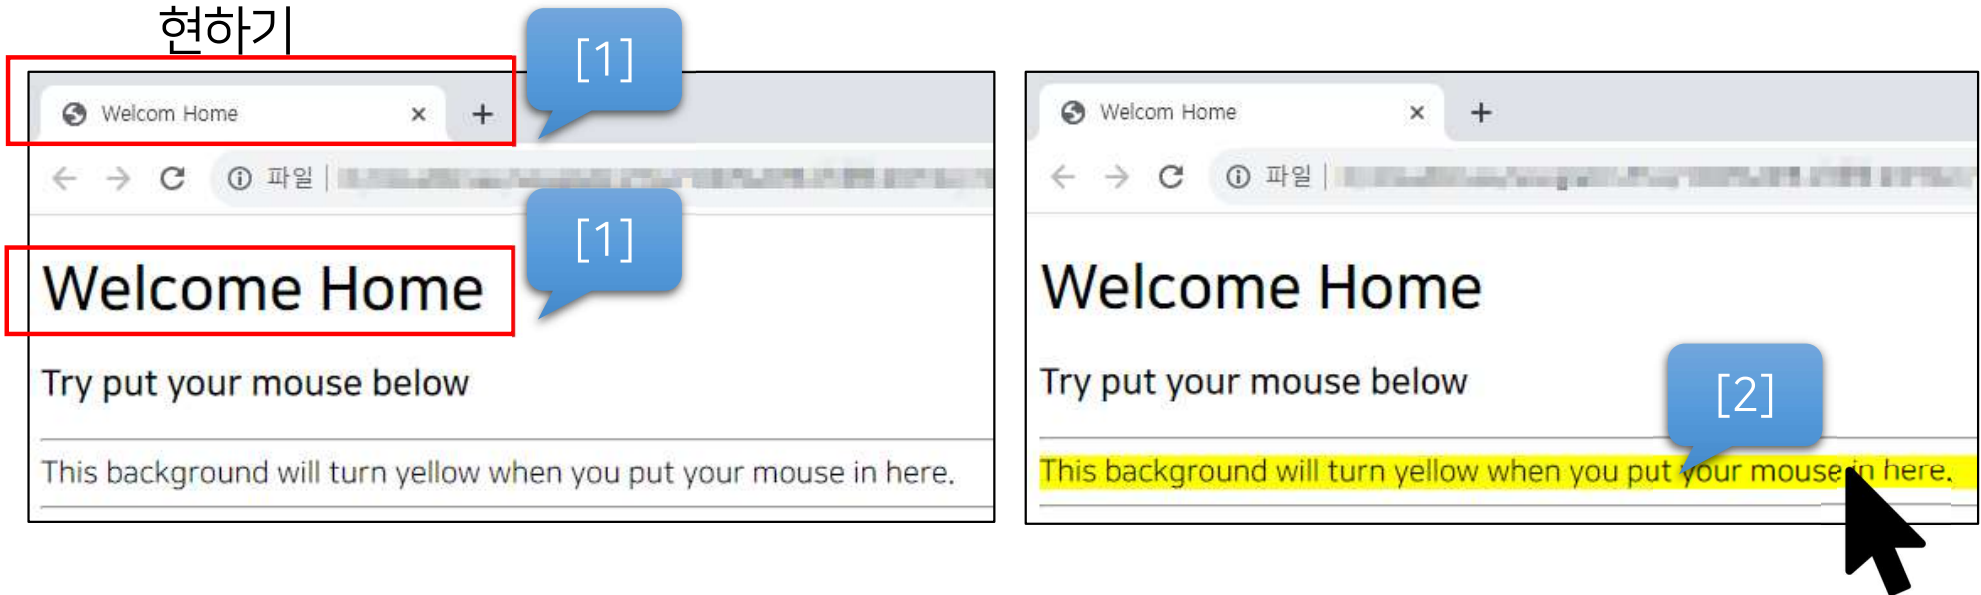 현하기
[1]
Welcom Home
파일
[1]
Welcome Home
Try put your mouse below
This background will turn yellow when you put your mouse in here.
Welcom Home
파일
Welcome Home
Try put your mouse below
[2]
This background will turn yellow when you put your mouse in here.